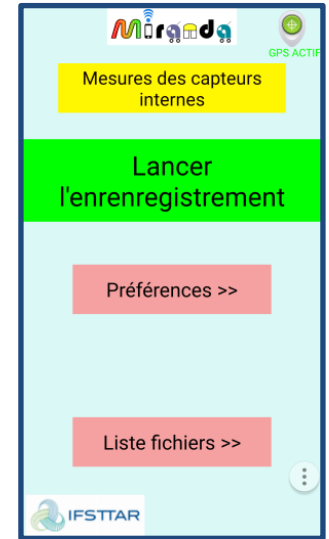 Miranda
GPS ACTIF
Mesures des capteurs
internes
Lancer
l'enrenregistrement
Préférences >>
Liste fichiers >>
IFSTTAR